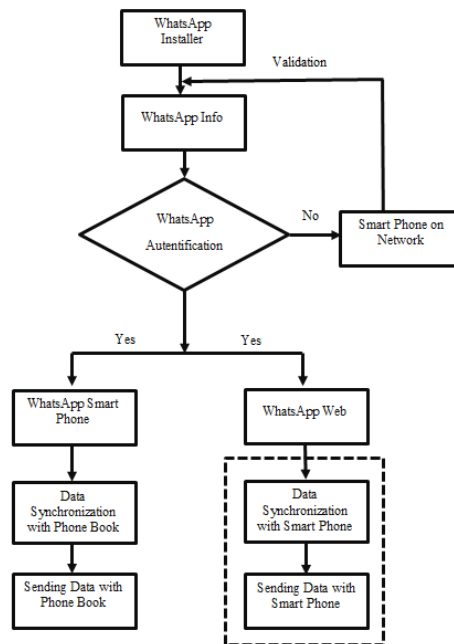 WhatsApp
Installer
Validation
WhatsApp Info
WhatsApp
Autentification
No
Smart Phone on
Network
Yes
Yes
WhatsApp Smart
Phone
WhatsApp Web
Data
Synchronization
with Phone Book
Data
Synchronization
with Smart Phone
Sending Data with
Phone Book
Sending Data with
Smart Phone